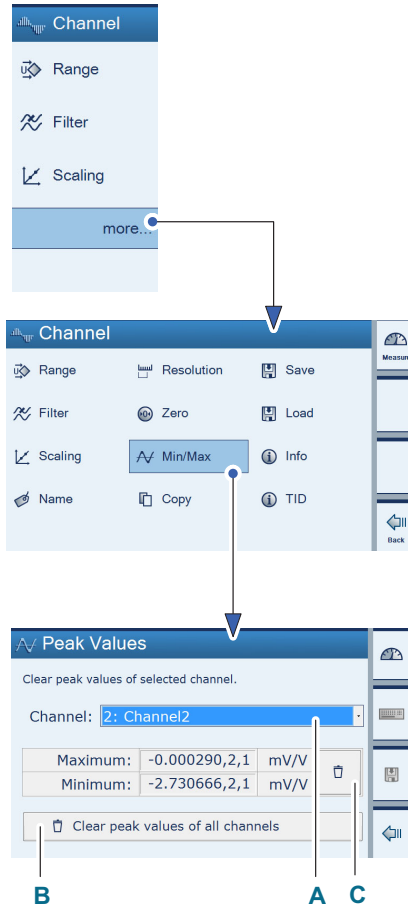 Channel
Range
Filter
Scaling
more...
Channel
Range Resolution Save
Measur
Filter Zero Load
Scaling Min/Max Info
Name Copy TID
Back
Peak Values
Clear peak values of selected channel.
Channel: 2: Channel2
Maximum: -0.000290,2,1 mV/V
Minimum: -2.730666,2,1 mV/V
Clear peak values of all channels
B A C